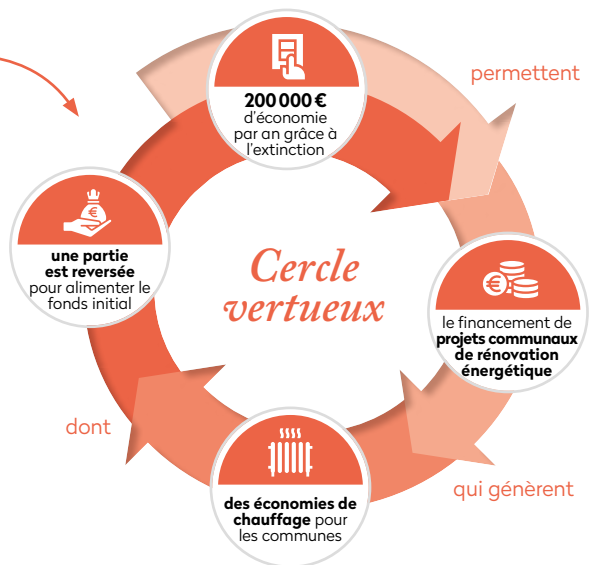 200 000 €
d'économie
par an grâce à
l'extinction
permettent
le financement de
projets communaux
de rénovation
énergétique
qui génèrent
des économies de
chauffage pour
les communes
dont
une partie
est reversée
pour alimenter le
fonds initial
Cercle
vertueux